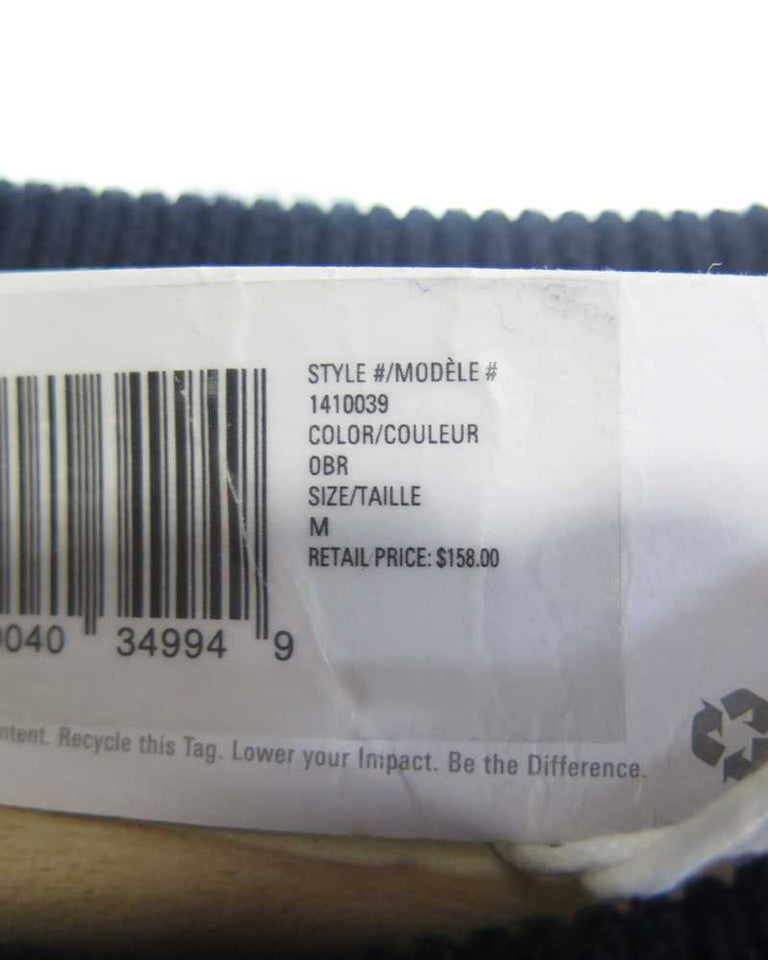 STYLE #/MODÈLE #
1410039
COLOR/COULEUR
0BR
SIZE/TAILLE
M
RETAIL PRICE: $158.00
0040 34994 9
Recycle this Tag. Lower your Impact. Be the Difference.